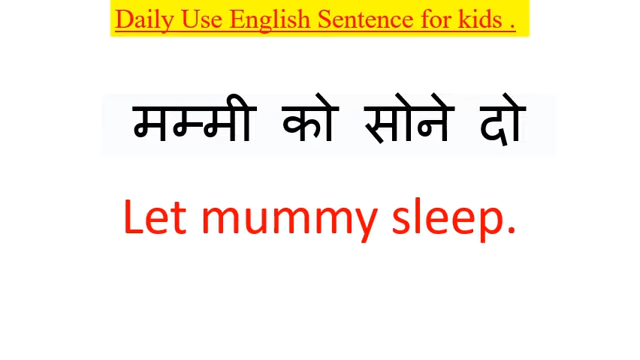 Daily Use English Sentence for kids .
मम्मी को सोने दो
Let mummy sleep.